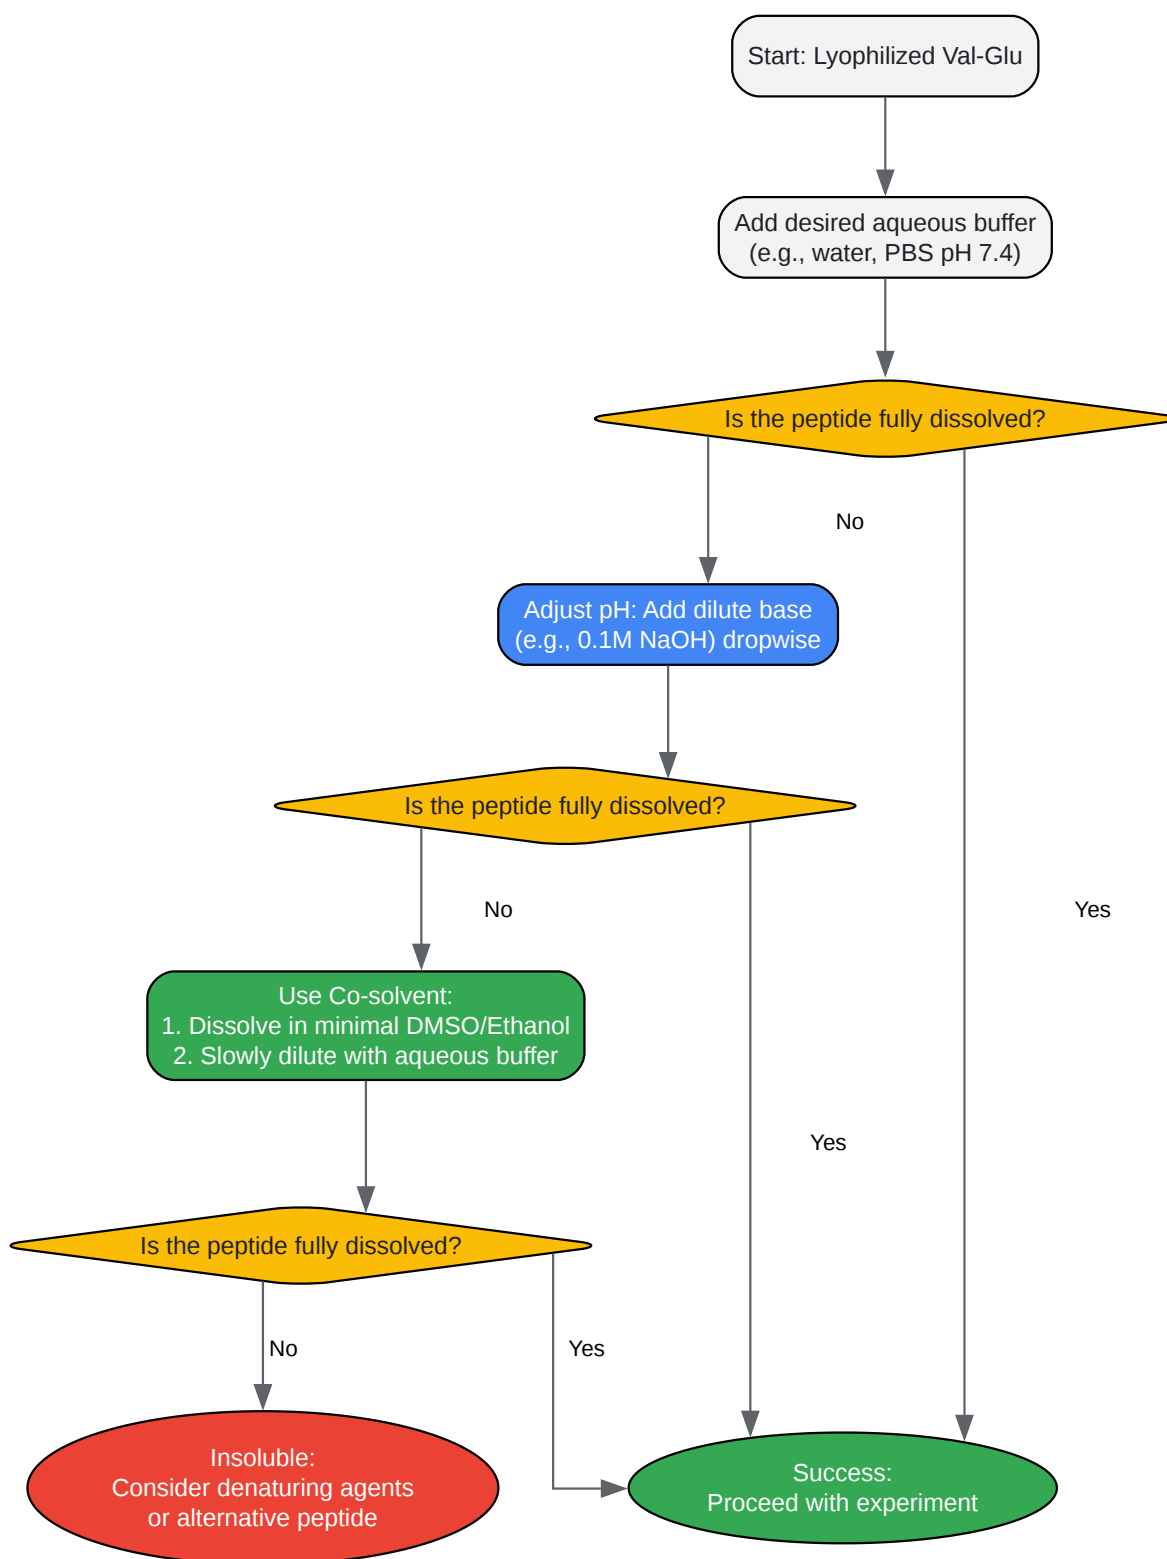 Start: Lyophilized Val-Glu
Add desired aqueous buffer
(e.g., water, PBS pH 7.4)
Is the peptide fully dissolved?
No
Adjust pH: Add dilute base
(e.g., 0.1M NaOH) dropwise
Is the peptide fully dissolved?
No
Yes
Use Co-solvent:
1. Dissolve in minimal DMSO/Ethanol
2. Slowly dilute with aqueous buffer
Yes
Is the peptide fully dissolved?
No
Yes
Insoluble:
Consider denaturing agents
or alternative peptide
Success:
Proceed with experiment